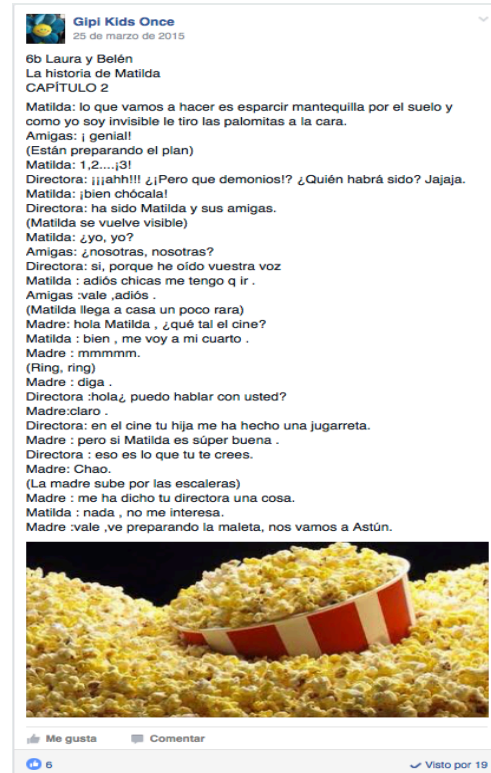 Gipi Kids Once
25 de marzo de 2015
6b Laura y Belén
La historia de Matilda
CAPÍTULO 2
Matilda: lo que vamos a hacer es esparcir mantequilla por el suelo y
como yo soy invisible le tiro las palomitas a la cara.
Amigas: ¡ genial!
(Están preparando el plan)
Matilda: 1,2....¡3!
Directora: ¡¡¡ahh!!! ¿¡Pero que demonios!? ¿Quién habrá sido? Jajaja.
Matilda: ¡bien chócala!
Directora: ha sido Matilda y sus amigas.
(Matilda se vuelve visible)
Matilda: ¿yo, yo?
Amigas: ¿nosotras, nosotras?
Directora: si, porque he oído vuestra voz
Matilda : adiós chicas me tengo q ir .
Amigas :vale ,adiós .
(Matilda llega a casa un poco rara)
Madre: hola Matilda , ¿qué tal el cine?
Matilda : bien , me voy a mi cuarto .
Madre : mmmmm.
(Ring, ring)
Madre : diga .
Directora :hola¿ puedo hablar con usted?
Madre:claro .
Directora: en el cine tu hija me ha hecho una jugarreta.
Madre : pero si Matilda es súper buena .
Directora : eso es lo que tu te crees.
Madre: Chao.
(La madre sube por las escaleras)
Madre : me ha dicho tu directora una cosa.
Matilda : nada , no me interesa.
Madre :vale ,ve preparando la maleta, nos vamos a Astún.
Me gusta Comentar
6 Visto por 19